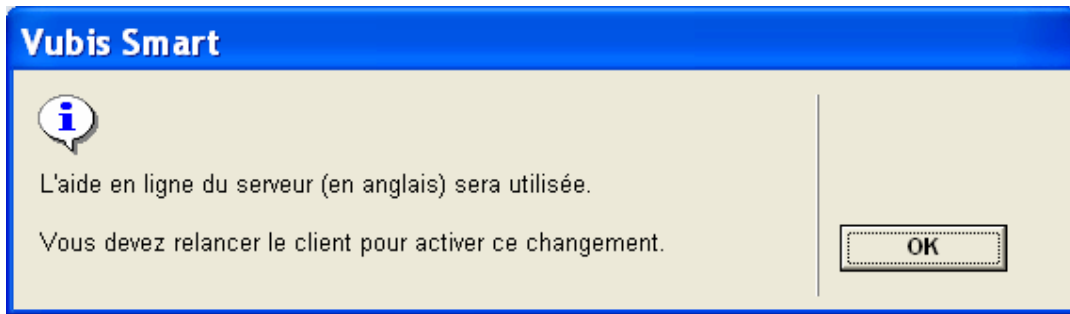 Vubis Smart
L'aide en ligne du serveur (en anglais) sera utilisée.
Vous devez relancer le client pour activer ce changement.
OK